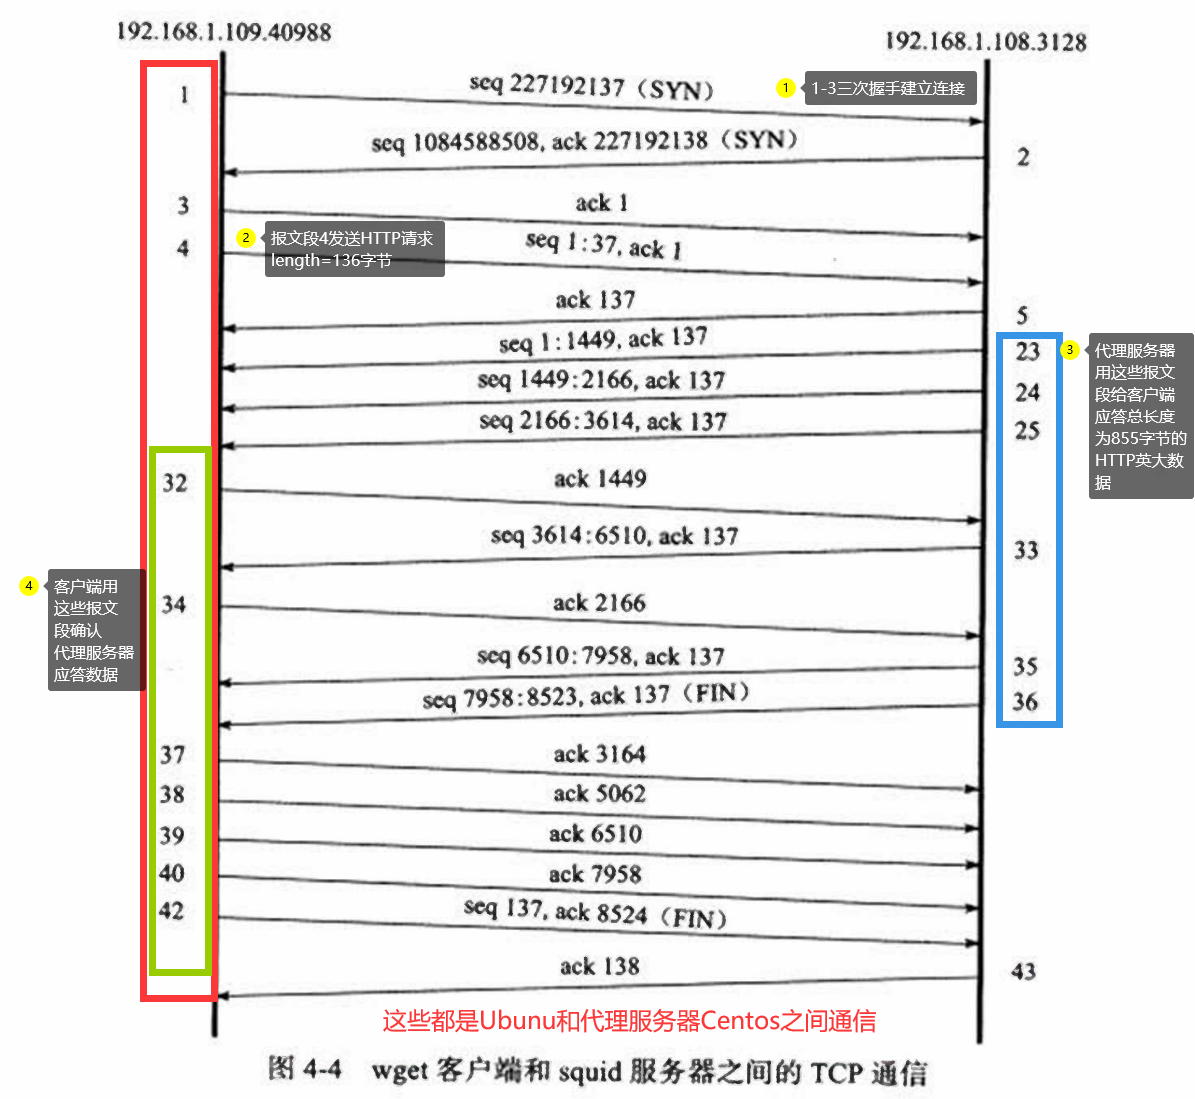 192.168.1.109.40988
192.168.1.108.3128
1
seq 227192137（SYN）
1
1-3三次握手建立连接
seq 1084588508, ack 227192138（SYN）
2
3
ack 1
2
报文段4发送HTTP请求
length=136字节
4
seq 1:37, ack 1
ack 137
5
seq 1:1449, ack 137
23
3
代理服务器
用这些报文
段给客户端
应答总长度
为855字节的
HTTP英大数
据
seq 1449:2166, ack 137
24
seq 2166:3614, ack 137
25
32
ack 1449
seq 3614:6510, ack 137
33
4
客户端用
这些报文
段确认
代理服务器
应答数据
34
ack 2166
seq 6510:7958, ack 137
35
seq 7958:8523, ack 137（FIN）
36
37
ack 3164
38
ack 5062
39
ack 6510
40
ack 7958
42
seq 137, ack 8524（FIN）
ack 138
43
这些都是Ubunu和代理服务器Centos之间通信
图 4-4 wget 客户端和 squid 服务器之间的 TCP 通信